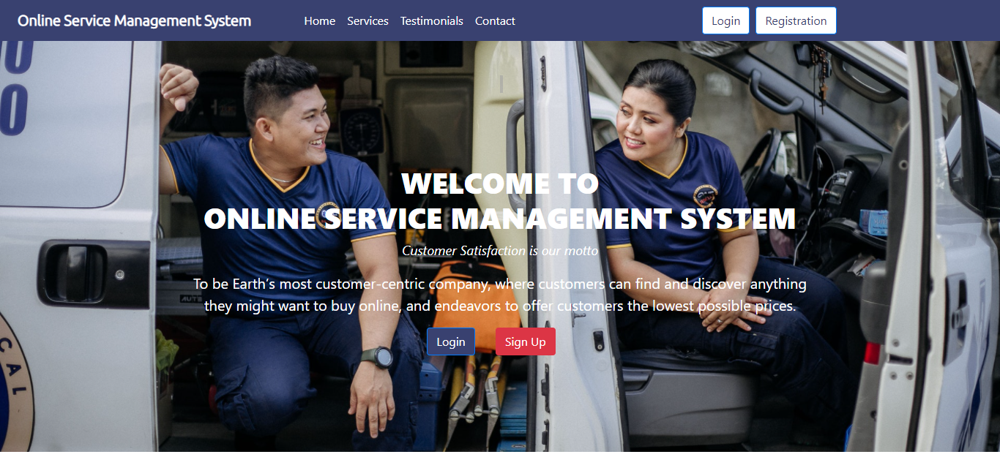 Online Service Management System
Home Services Testimonials Contact
Login Registration
WELCOME TO
ONLINE SERVICE MANAGEMENT SYSTEM
Customer Satisfaction is our motto
To be Earth’s most customer-centric company, where customers can find and discover anything
they might want to buy online, and endeavors to offer customers the lowest possible prices.
Login Sign Up
CAL